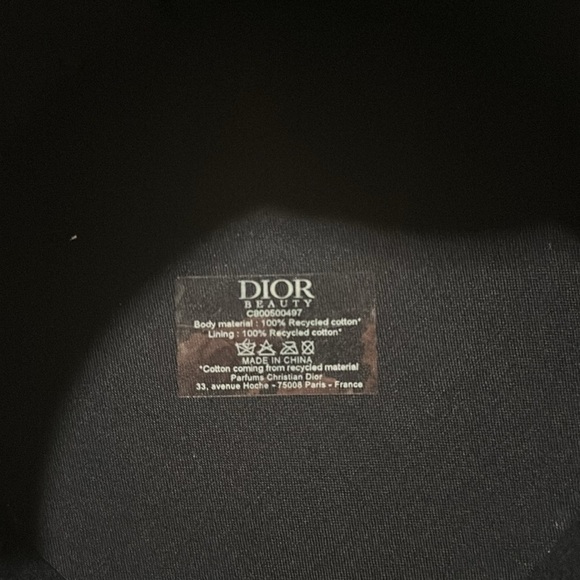 DIOR
BEAUTY
C800500497
Body material : 100% Recycled cotton*
Lining : 100% Recycled cotton*
MADE IN CHINA
*Cotton coming from recycled material
Parfums Christian Dior
33, avenue Hoche - 75008 Paris - France